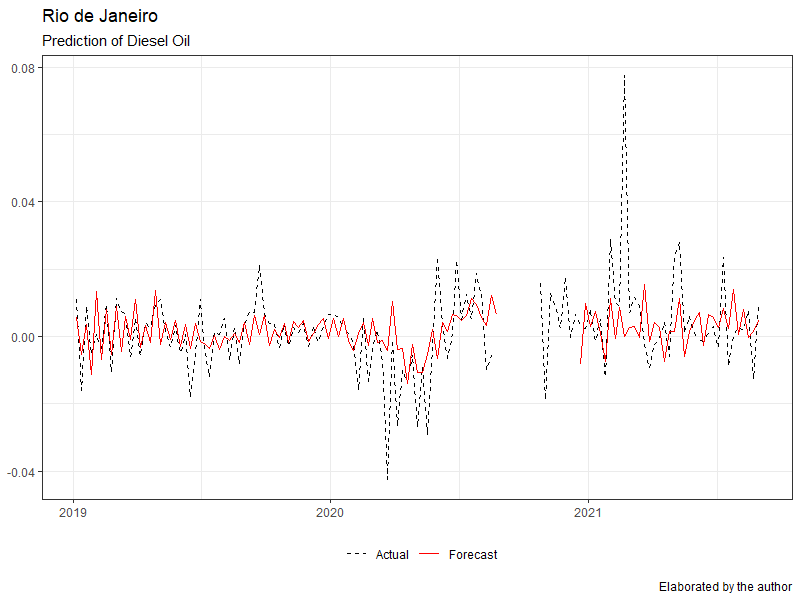 Rio de Janeiro
Prediction of Diesel Oil
0.08
0.04
0.00
-0.04
2019 2020 2021
Actual Forecast
Elaborated by the author